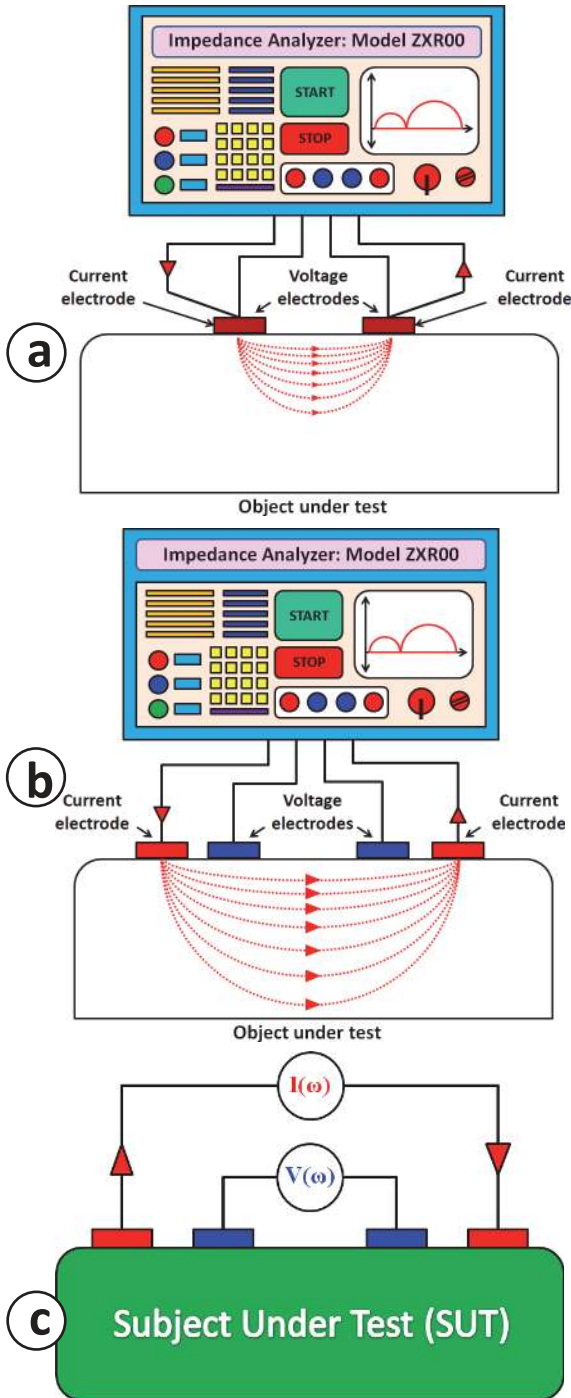 Impedance Analyzer: Model ZXR00
START
STOP
Current
electrode
Voltage
electrodes
Current
electrode
a
Object under test
Impedance Analyzer: Model ZXR00
START
STOP
b
Current
electrode
Voltage
electrodes
Current
electrode
Object under test
I(ω)
V(ω)
c
Subject Under Test (SUT)